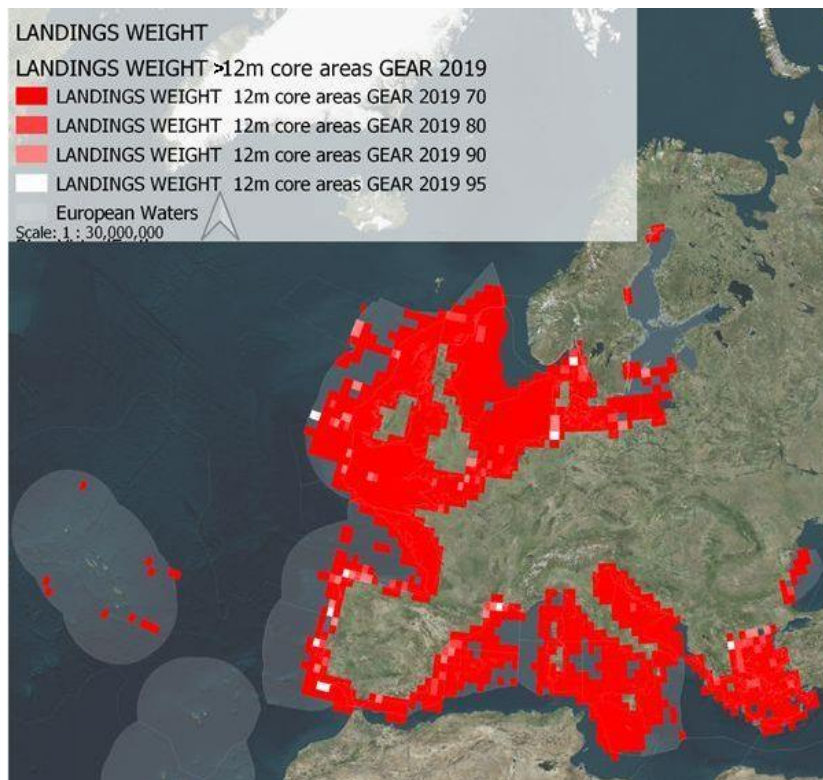 LANDINGS WEIGHT
LANDINGS WEIGHT >12m core areas GEAR 2019
LANDINGS WEIGHT 12m core areas GEAR 2019 70
LANDINGS WEIGHT 12m core areas GEAR 2019 80
LANDINGS WEIGHT 12m core areas GEAR 2019 90
LANDINGS WEIGHT 12m core areas GEAR 2019 95
European Waters
Scale: 1 : 30,000,000